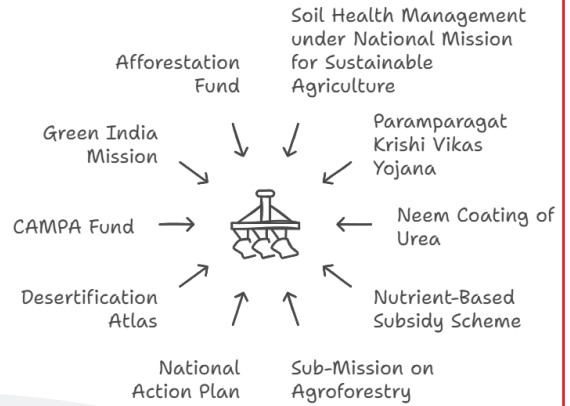 Soil Health Management
under National Mission
for Sustainable
Agriculture
Afforestation
Fund
Paramparagat
Krishi Vikas
Yojana
Green India
Mission
Neem Coating of
Urea
CAMPA Fund
Nutrient-Based
Subsidy Scheme
Desertification
Atlas
Sub-Mission on
Agroforestry
National
Action Plan